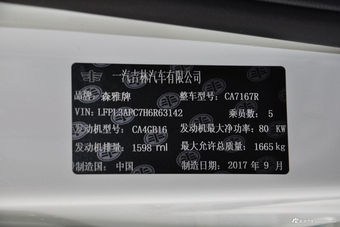 一汽吉林汽车有限公司
品牌: 森雅牌 整车型号: CA7167R
VIN: LFPL3APC7H6R63142 乘员数: 5
发动机型号: CA4GB16 发动机最大净功率: 80 KW
发动机排量: 1598 ml 最大允许总质量: 1665 kg
制造国: 中国 制造日期: 2017 年 9 月